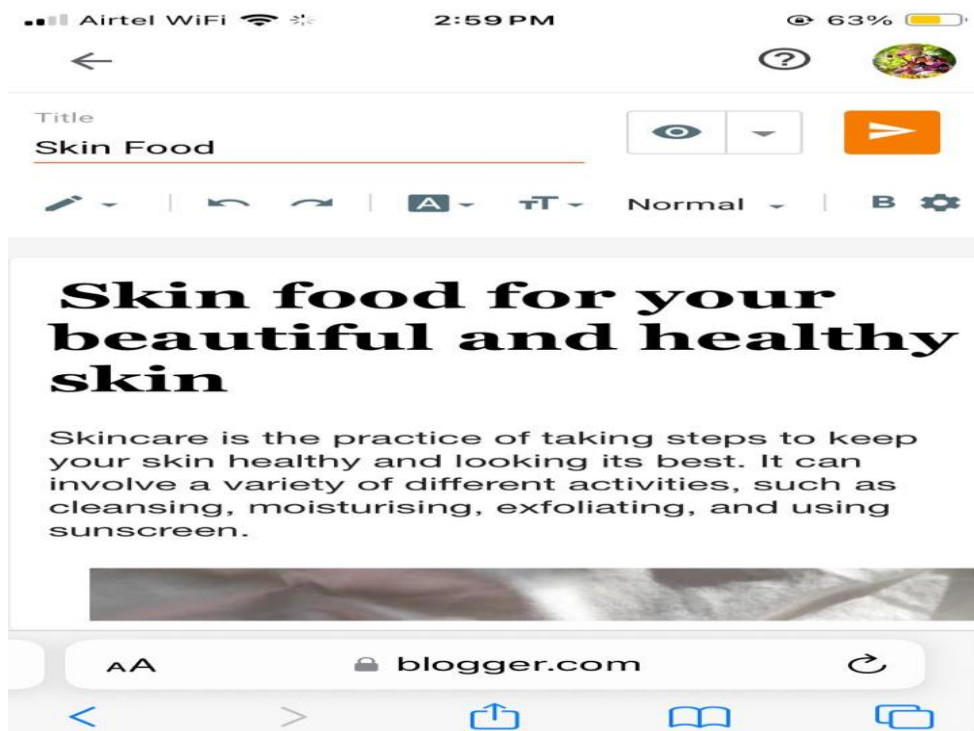 Airtel WiFi 2:59 PM 63%
Title
Skin Food
A TT Normal B
Skin food for your
beautiful and healthy
skin
Skincare is the practice of taking steps to keep
your skin healthy and looking its best. It can
involve a variety of different activities, such as
cleansing, moisturising, exfoliating, and using
sunscreen.
AA blogger.com